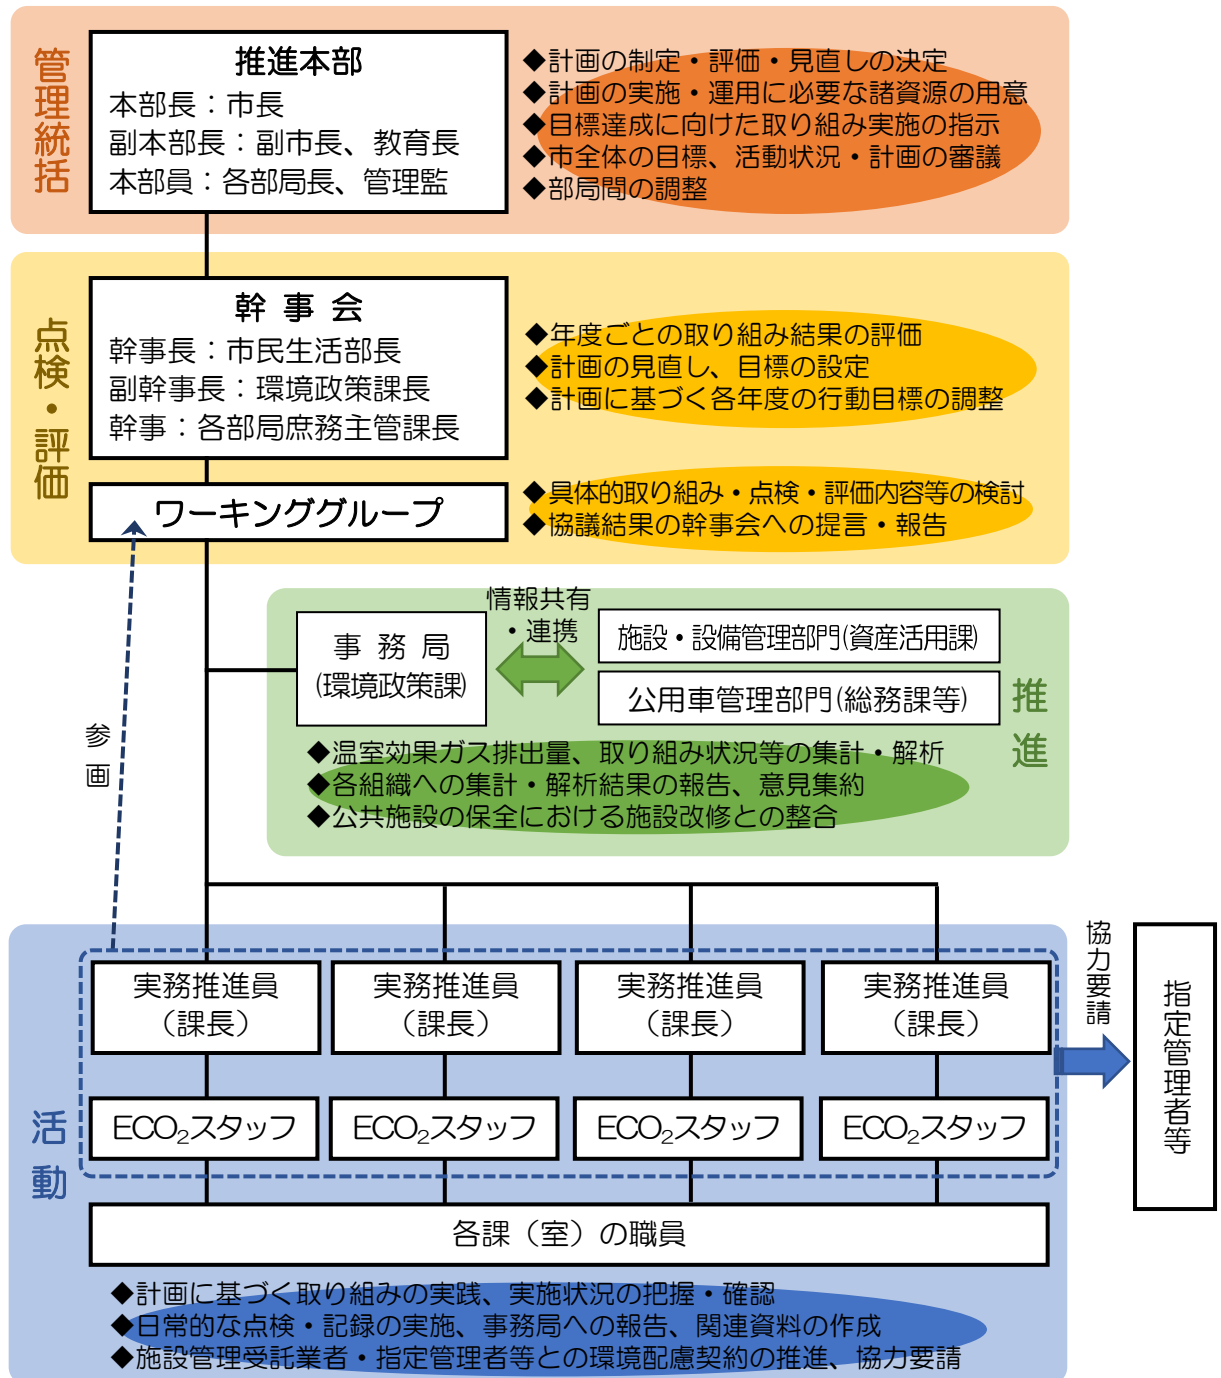 管理統括
推進本部
本部長：市長
副本部長：副市長、教育長
本部員：各部局長、管理監
◆計画の制定・評価・見直しの決定
◆計画の実施・運用に必要な諸資源の用意
◆目標達成に向けた取り組み実施の指示
◆市全体の目標、活動状況・計画の審議
◆部局間の調整
点検・評価
幹 事 会
幹事長：市民生活部長
副幹事長：環境政策課長
幹事：各部局庶務主管課長
◆年度ごとの取り組み結果の評価
◆計画の見直し、目標の設定
◆計画に基づく各年度の行動目標の調整
ワーキンググループ
◆具体的取り組み・点検・評価内容等の検討
◆協議結果の幹事会への提言・報告
推進
事 務 局
(環境政策課)
情報共有
・連携
施設・設備管理部門(資産活用課)
公用車管理部門(総務課等)
◆温室効果ガス排出量、取り組み状況等の集計・解析
◆各組織への集計・解析結果の報告、意見集約
◆公共施設の保全における施設改修との整合
参画
活動
実務推進員
（課長）
実務推進員
（課長）
実務推進員
（課長）
実務推進員
（課長）
ECO₂スタッフ
ECO₂スタッフ
ECO₂スタッフ
ECO₂スタッフ
各課（室）の職員
◆計画に基づく取り組みの実践、実施状況の把握・確認
◆日常的な点検・記録の実施、事務局への報告、関連資料の作成
◆施設管理受託業者・指定管理者等との環境配慮契約の推進、協力要請
協力要請
指定管理者等